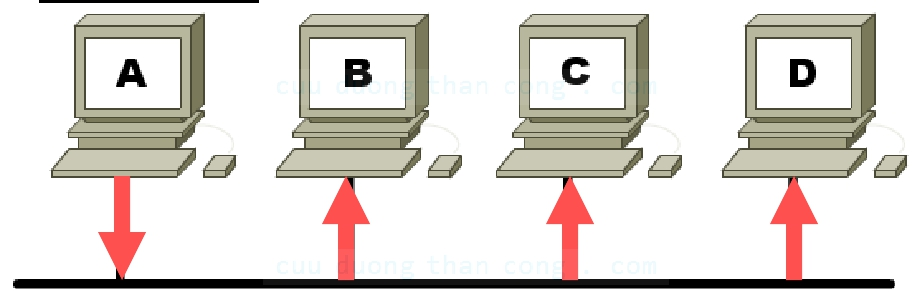 A B C D
cuu duong than cong . com
cuu duong than cong . com